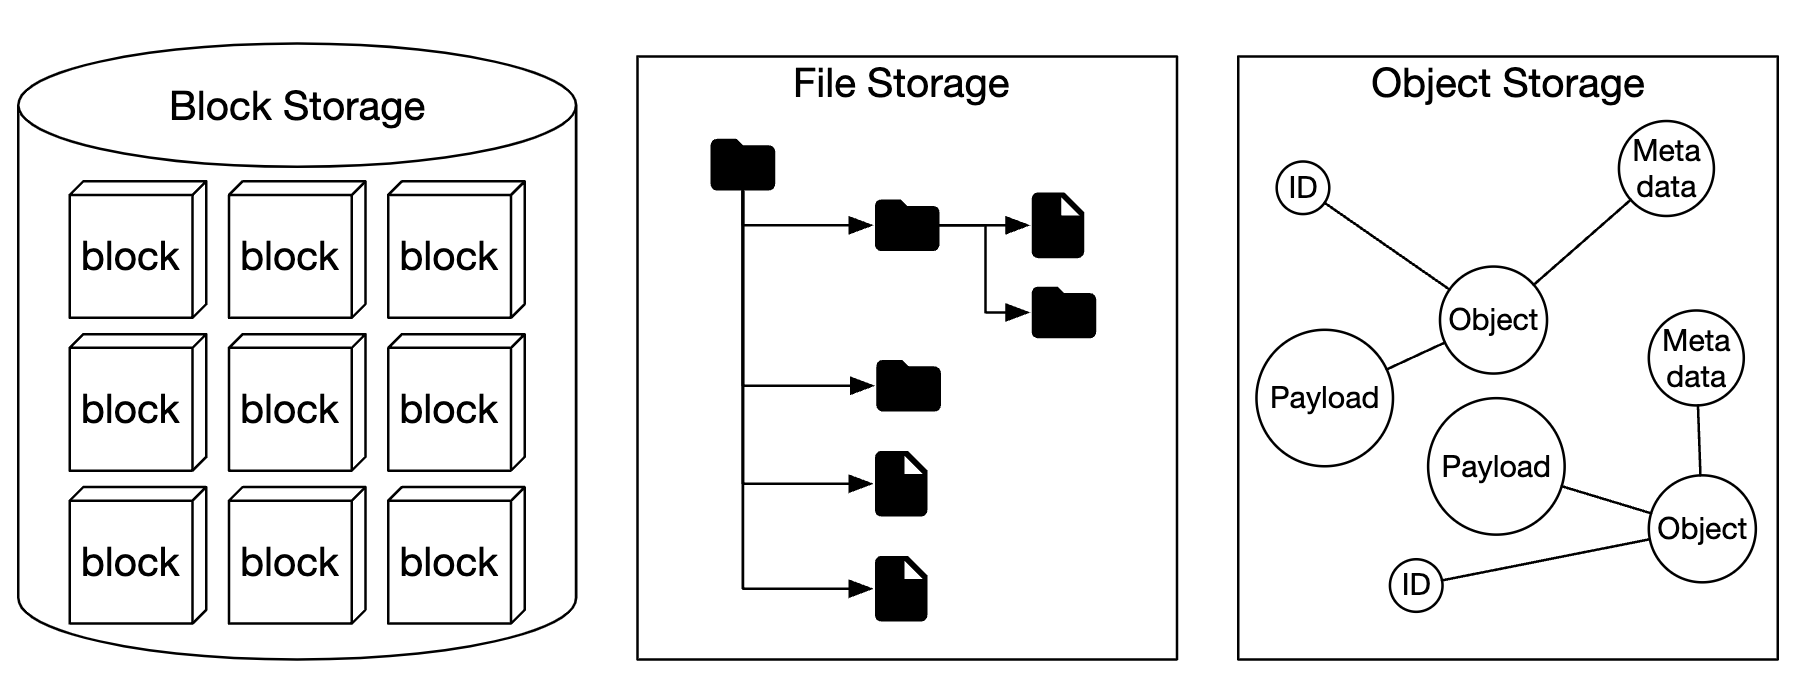 Block Storage
block block block
block block block
block block block
File Storage
Object Storage
ID
Meta
data
Object
Payload
Meta
data
Payload
Object
ID